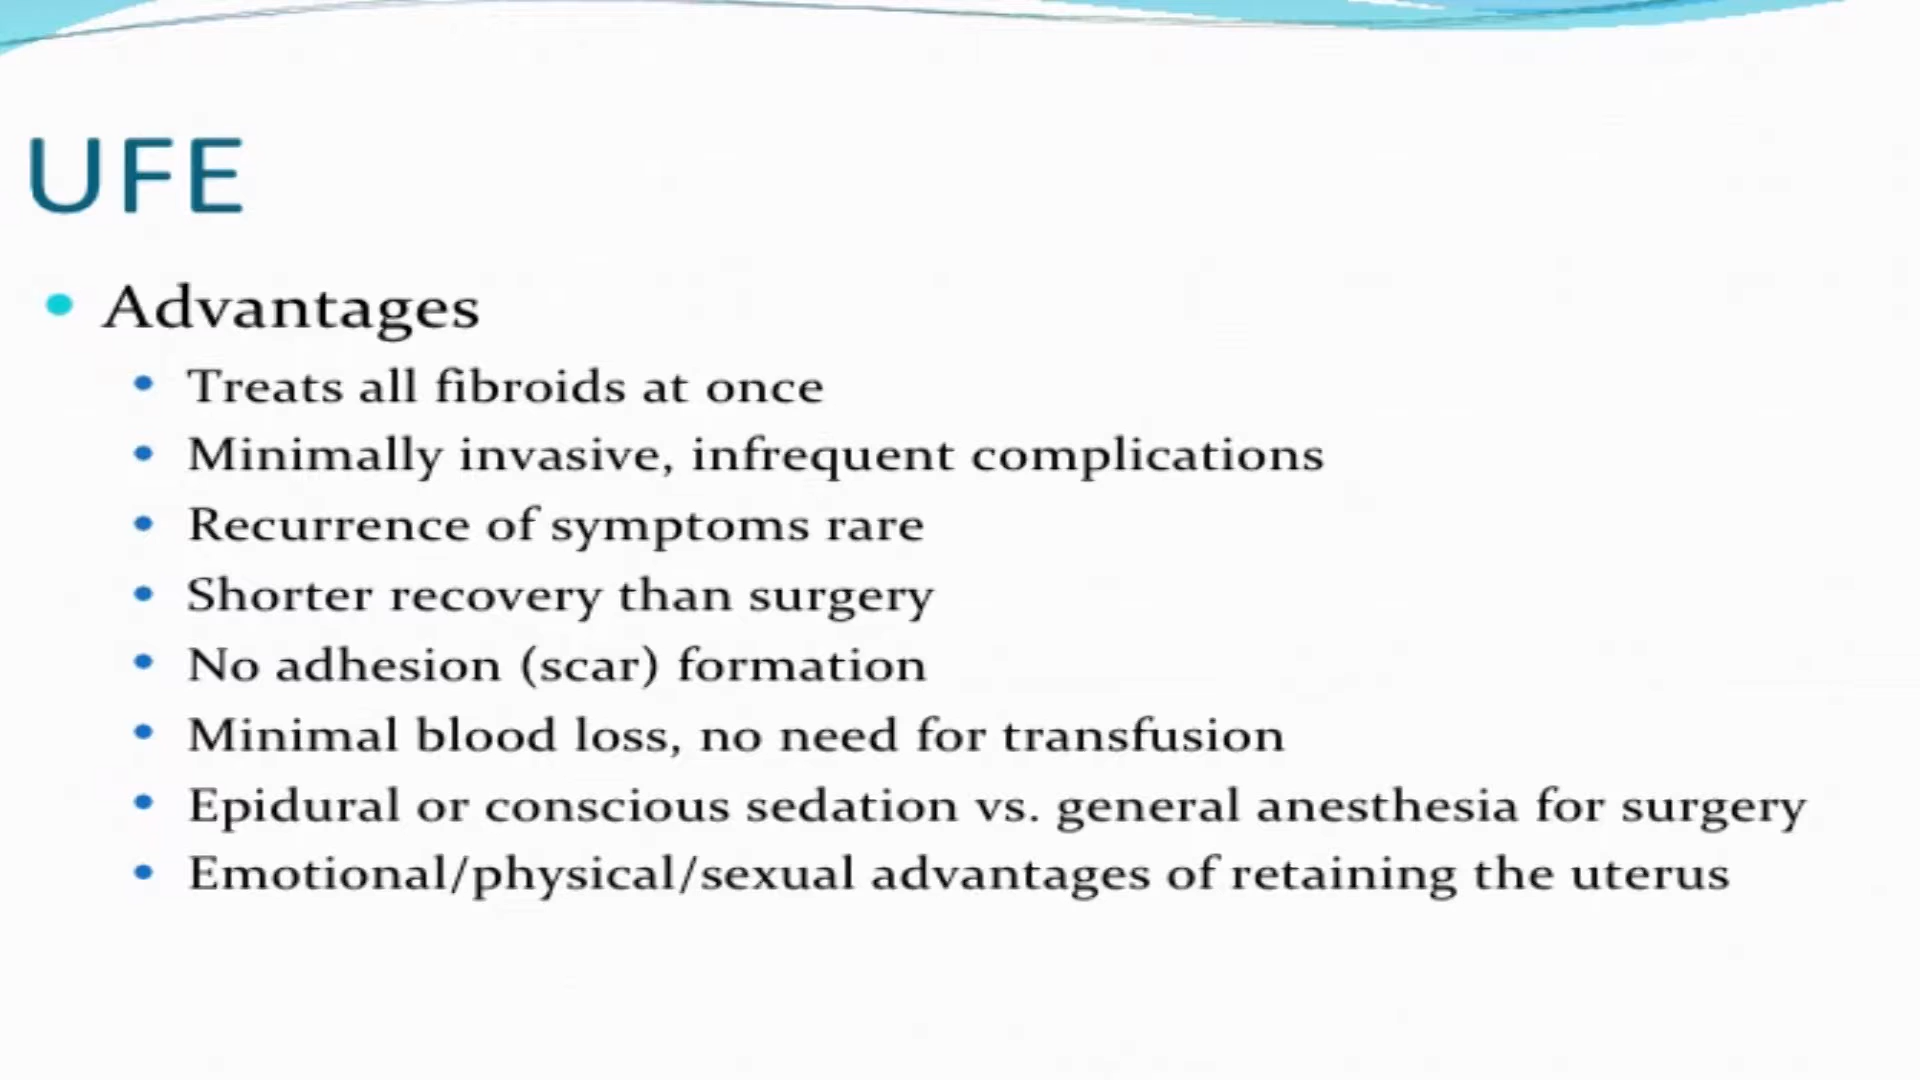 UFE
Advantages
Treats all fibroids at once
Minimally invasive, infrequent complications
Recurrence of symptoms rare
Shorter recovery than surgery
No adhesion (scar) formation
Minimal blood loss, no need for transfusion
Epidural or conscious sedation vs. general anesthesia for surgery
Emotional/physical/sexual advantages of retaining the uterus